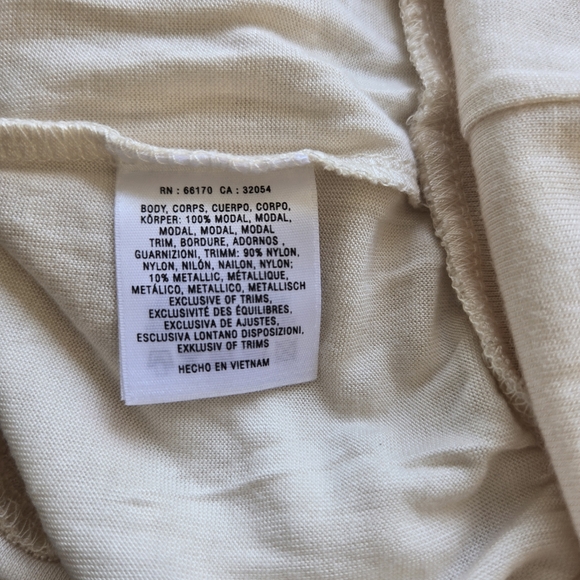 RN : 66170 CA : 32054
BODY, CORPS, CUERPO, CORPO,
KÖRPER: 100% MODAL, MODAL,
MODAL, MODAL, MODAL
TRIM, BORDURE, ADORNOS ,
GUARNIZIONI, TRIMM: 90% NYLON,
NYLON, NILÓN, NAILON, NYLON;
10% METALLIC, MÉTALLIQUE,
METÁLICO, METALLICO, METALLISCH
EXCLUSIVE OF TRIMS,
EXCLUSIVITÉ DES ÉQUILIBRES,
EXCLUSIVA DE AJUSTES,
ESCLUSIVA LONTANO DISPOSIZIONI,
EXKLUSIV OF TRIMS
HECHO EN VIETNAM